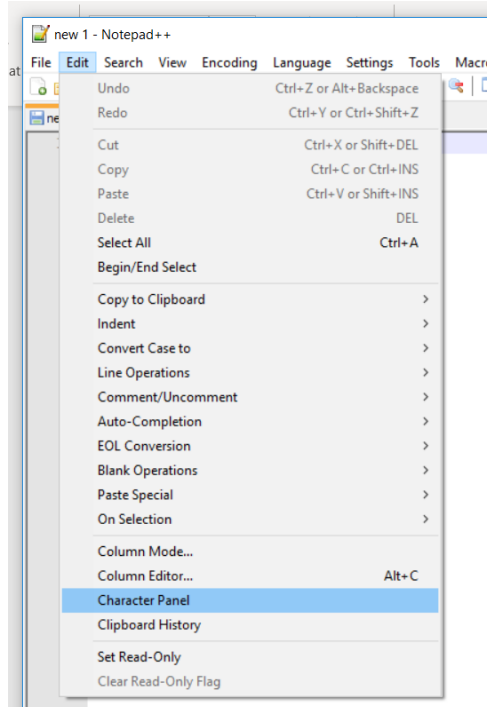 new 1 - Notepad++
File Edit Search View Encoding Language Settings Tools Macr
at
Undo Ctrl+Z or Alt+Backspace
ne
Redo Ctrl+Y or Ctrl+Shift+Z
Cut Ctrl+X or Shift+DEL
Copy Ctrl+C or Ctrl+INS
Paste Ctrl+V or Shift+INS
Delete DEL
Select All Ctrl+A
Begin/End Select
Copy to Clipboard
Indent
Convert Case to
Line Operations
Comment/Uncomment
Auto-Completion
EOL Conversion
Blank Operations
Paste Special
On Selection
Column Mode...
Column Editor... Alt+C
Character Panel
Clipboard History
Set Read-Only
Clear Read-Only Flag